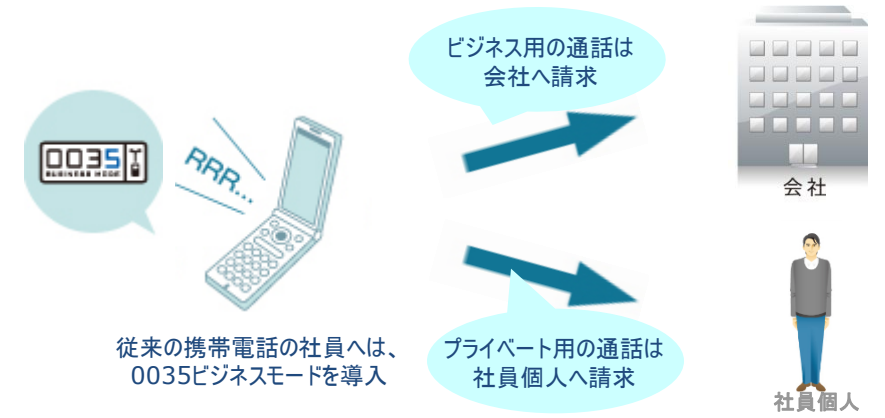 ビジネス用の通話は
会社へ請求
0035
BUSINESS MODE
RRR...
会社
従来の携帯電話の社員へは、
0035ビジネスモードを導入
プライベート用の通話は
社員個人へ請求
社員個人